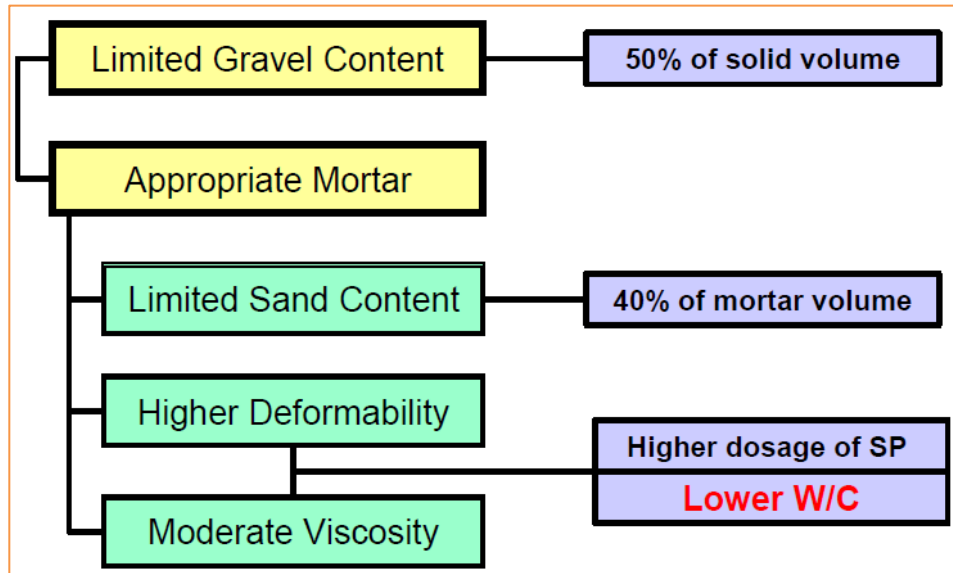 Limited Gravel Content
50% of solid volume
Appropriate Mortar
Limited Sand Content
40% of mortar volume
Higher Deformability
Higher dosage of SP
Lower W/C
Moderate Viscosity